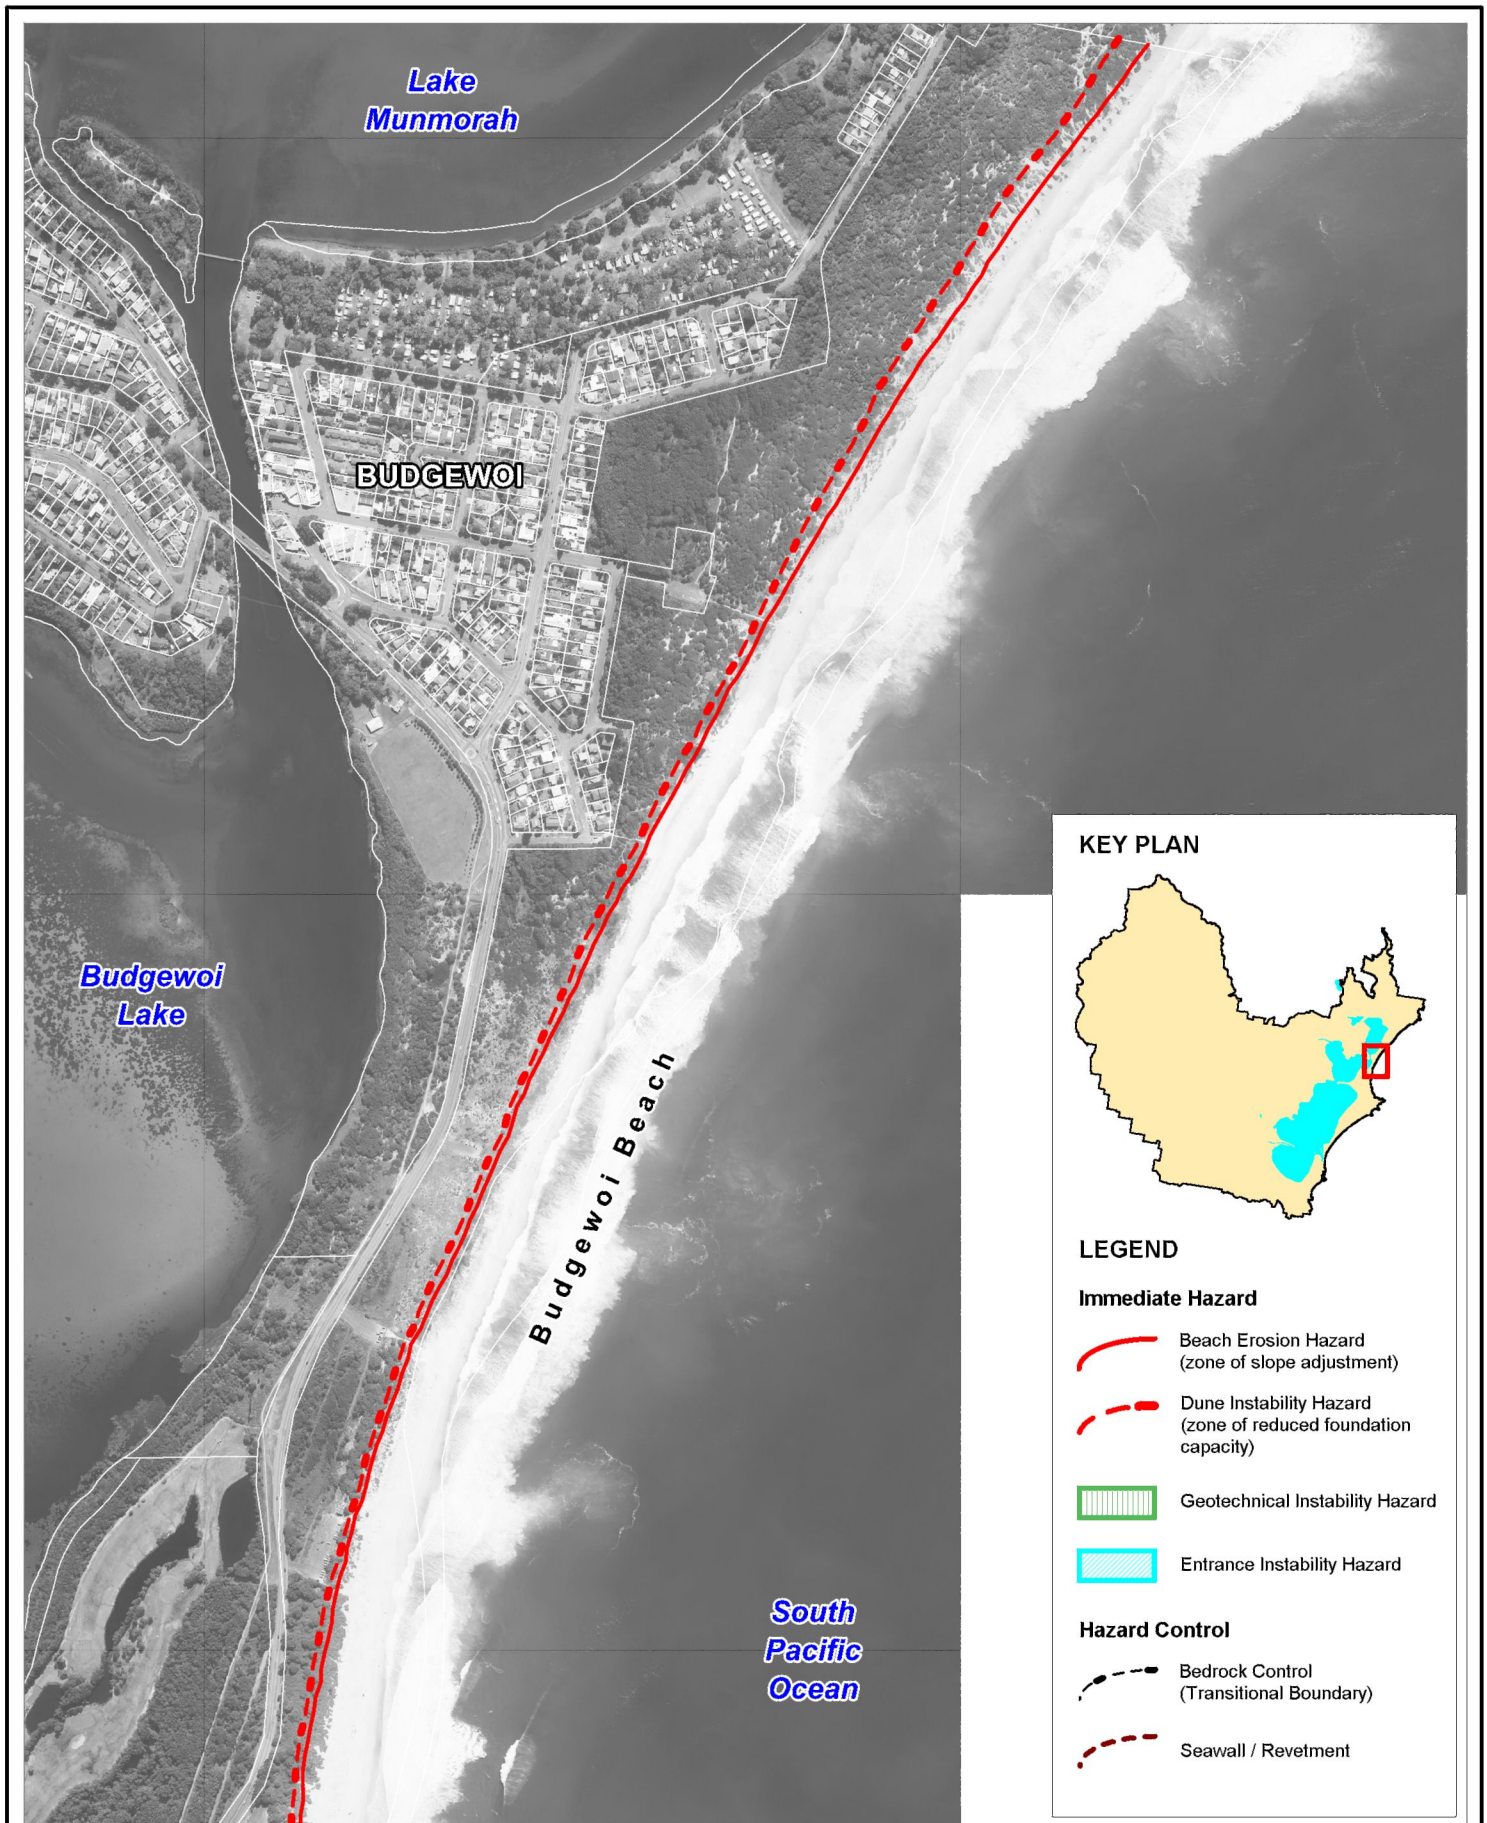 Lake
Munmorah
BUDGEWOI
Budgewoi
Lake
Budgewoi Beach
South
Pacific
Ocean
KEY PLAN
LEGEND
Immediate Hazard
Beach Erosion Hazard
(zone of slope adjustment)
Dune Instability Hazard
(zone of reduced foundation
capacity)
Geotechnical Instability Hazard
Entrance Instability Hazard
Hazard Control
Bedrock Control
(Transitional Boundary)
Seawall / Revetment